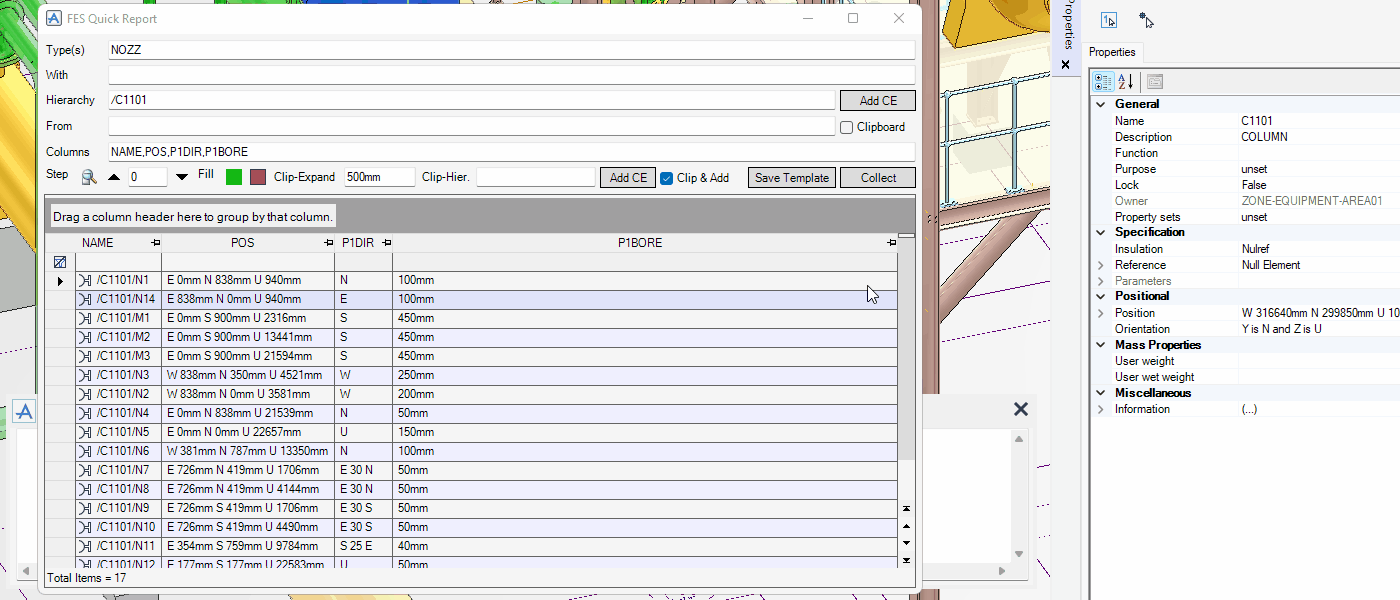 FES Quick Report
Type(s) NOZZ
With
Hierarchy /C1101 Add CE
From Clipboard
Columns NAME,POS,P1DIR,P1BORE
Step 0 Fill Clip-Expand 500mm Clip-Hier. Add CE Clip & Add Save Template Collect
Drag a column header here to group by that column.
NAME POS P1DIR P1BORE
/C1101/N1 E 0mm N 838mm U 940mm N 100mm
/C1101/N14 E 838mm N 0mm U 940mm E 100mm
/C1101/M1 E 0mm S 900mm U 2316mm S 450mm
/C1101/M2 E 0mm S 900mm U 13441mm S 450mm
/C1101/M3 E 0mm S 900mm U 21594mm S 450mm
/C1101/N3 W 838mm N 350mm U 4521mm W 250mm
/C1101/N2 W 838mm N 0mm U 3581mm W 200mm
/C1101/N4 E 0mm N 838mm U 21539mm N 50mm
/C1101/N5 E 0mm N 0mm U 22657mm U 150mm
/C1101/N6 W 381mm N 787mm U 13350mm N 100mm
/C1101/N7 E 726mm N 419mm U 1706mm E 30 N 50mm
/C1101/N8 E 726mm N 419mm U 4144mm E 30 N 50mm
/C1101/N9 E 726mm S 419mm U 1706mm E 30 S 50mm
/C1101/N10 E 726mm S 419mm U 4490mm E 30 S 50mm
/C1101/N11 E 354mm S 759mm U 9784mm S 25 E 40mm
/C1101/N12 E 177mm S 177mm U 22583mm U 50mm
Total Items = 17
Properties
Properties
General
Name C1101
Description COLUMN
Function
Purpose unset
Lock False
Owner ZONE-EQUIPMENT-AREA01
Property sets unset
Specification
Insulation Nulref
Reference Null Element
Parameters
Positional
Position W 316640mm N 299850mm U 10
Orientation Y is N and Z is U
Mass Properties
User weight
User wet weight
Miscellaneous
Information (...)